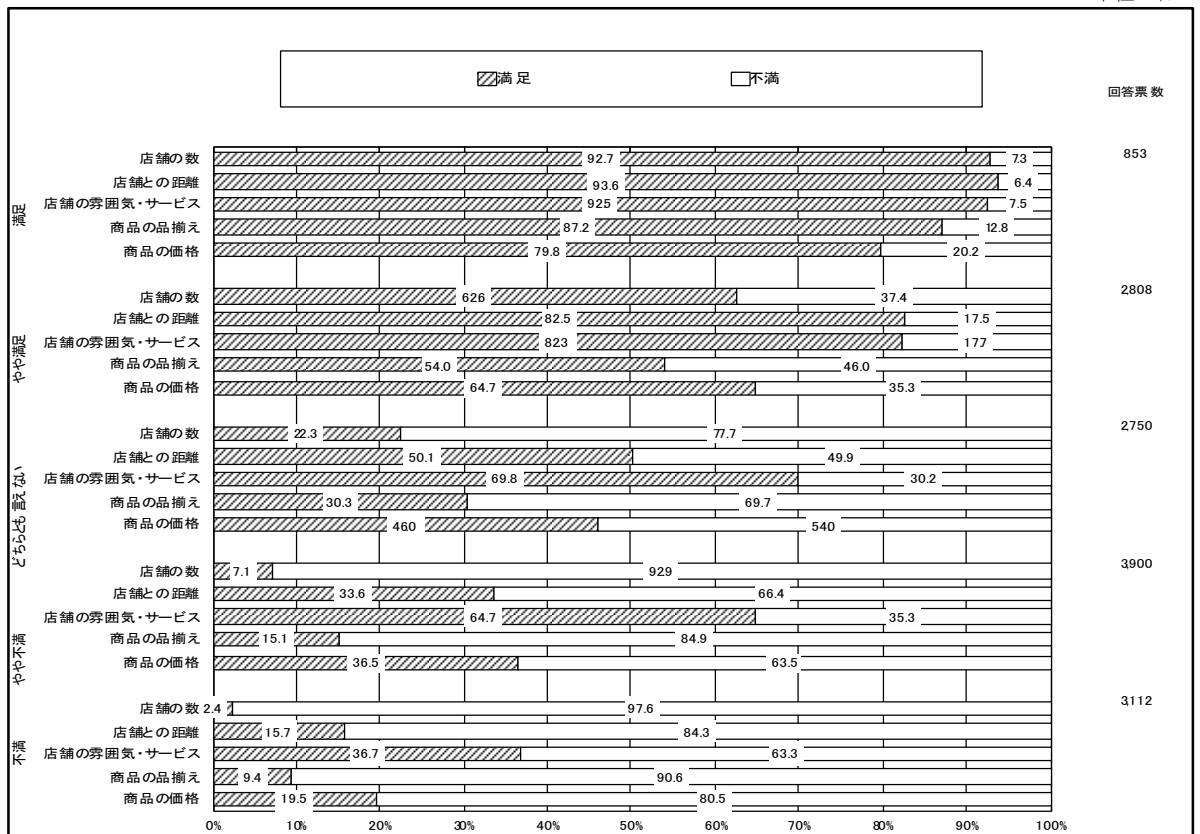 満足 不満
回答票数
満足
店舗の数 92.7 7.3 853
店舗との距離 93.6 6.4
店舗の雰囲気・サービス 925 7.5
商品の品揃え 87.2 12.8
商品の価格 79.8 20.2
やや満足
店舗の数 626 37.4 2808
店舗との距離 82.5 17.5
店舗の雰囲気・サービス 823 177
商品の品揃え 54.0 46.0
商品の価格 64.7 35.3
どちらとも言えない
店舗の数 22.3 77.7 2750
店舗との距離 50.1 49.9
店舗の雰囲気・サービス 69.8 30.2
商品の品揃え 30.3 69.7
商品の価格 460 540
やや不満
店舗の数 7.1 929 3,900
店舗との距離 33.6 66.4
店舗の雰囲気・サービス 64.7 35.3
商品の品揃え 15.1 84.9
商品の価格 36.5 63.5
不満
店舗の数 2.4 97.6 3,112
店舗との距離 15.7 84.3
店舗の雰囲気・サービス 36.7 63.3
商品の品揃え 9.4 90.6
商品の価格 19.5 80.5
0% 10% 20% 30% 40% 50% 60% 70% 80% 90% 100%